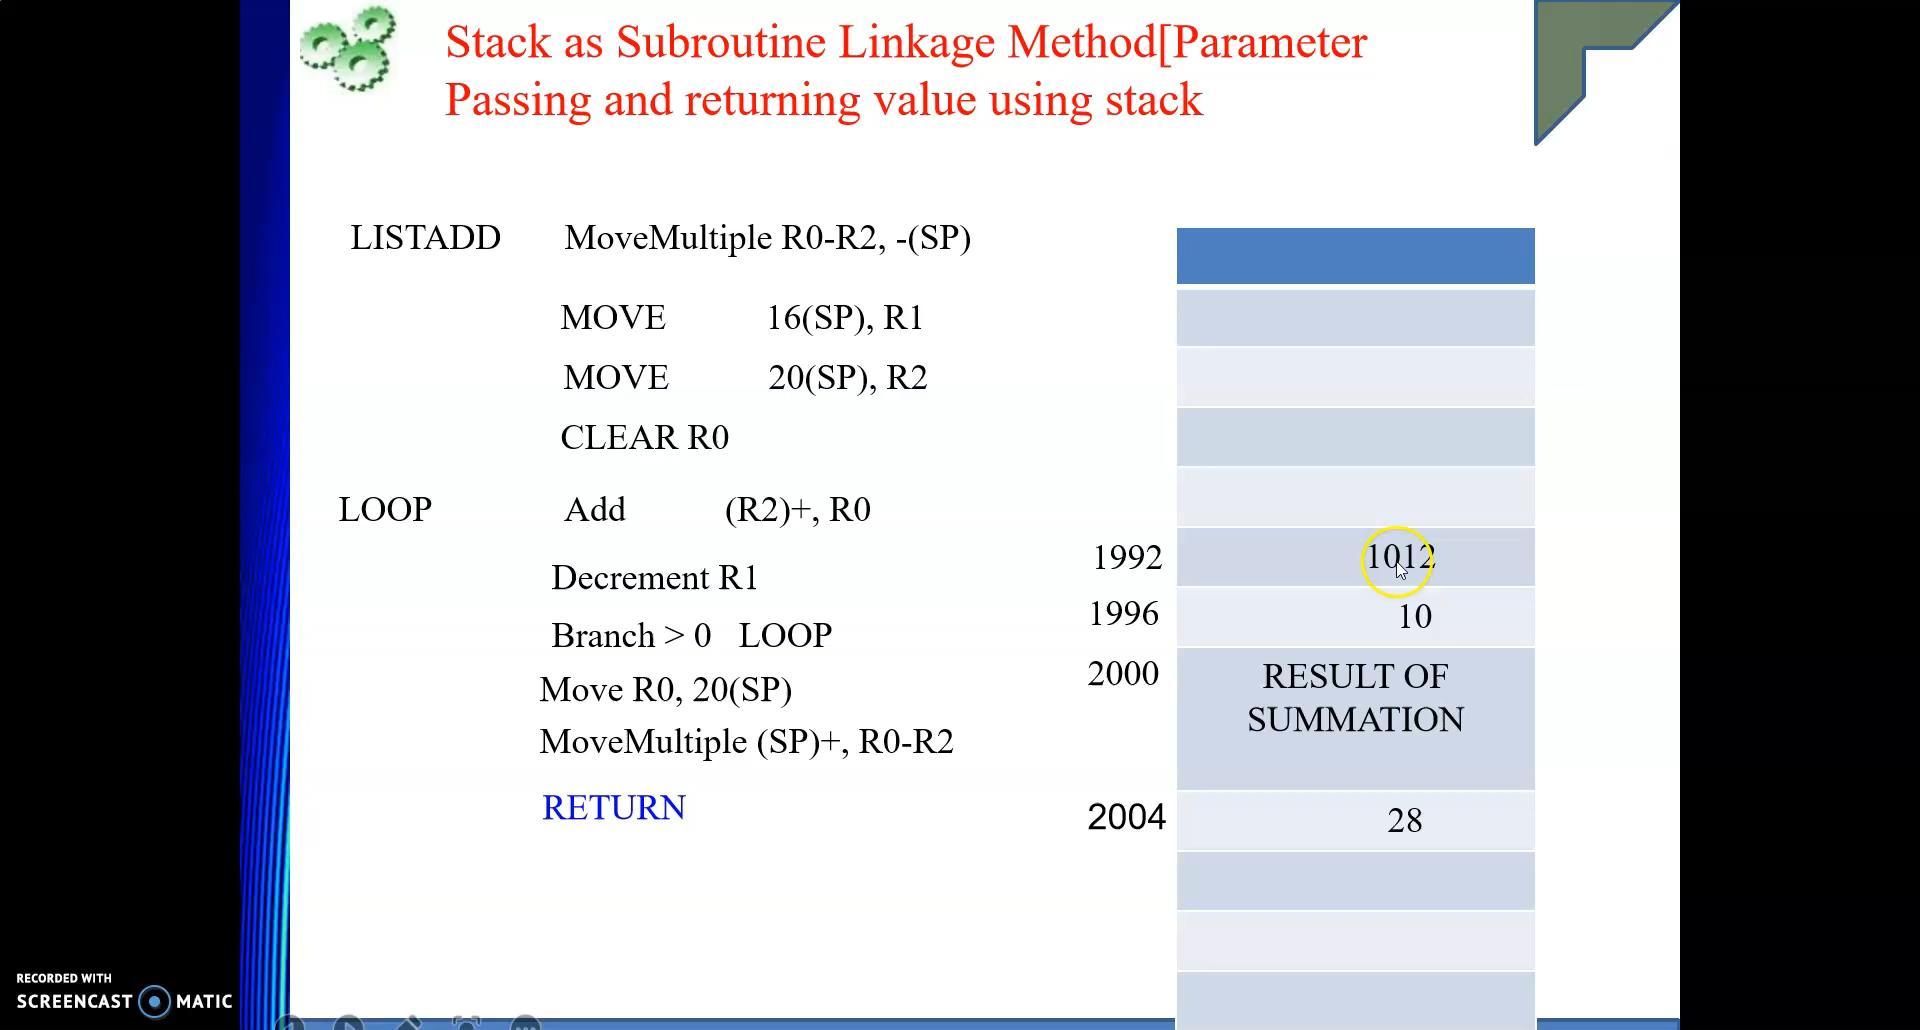 Stack as Subroutine Linkage Method[Parameter
Passing and returning value using stack
LISTADD MoveMultiple R0-R2, -(SP)
MOVE 16(SP), R1
MOVE 20(SP), R2
CLEAR R0
LOOP Add (R2)+, R0
Decrement R1
Branch > 0 LOOP
Move R0, 20(SP)
MoveMultiple (SP)+, R0-R2
RETURN
1992 1012
1996 10
2000 RESULT OF
SUMMATION
2004 28
RECORDED WITH
SCREENCAST MATIC